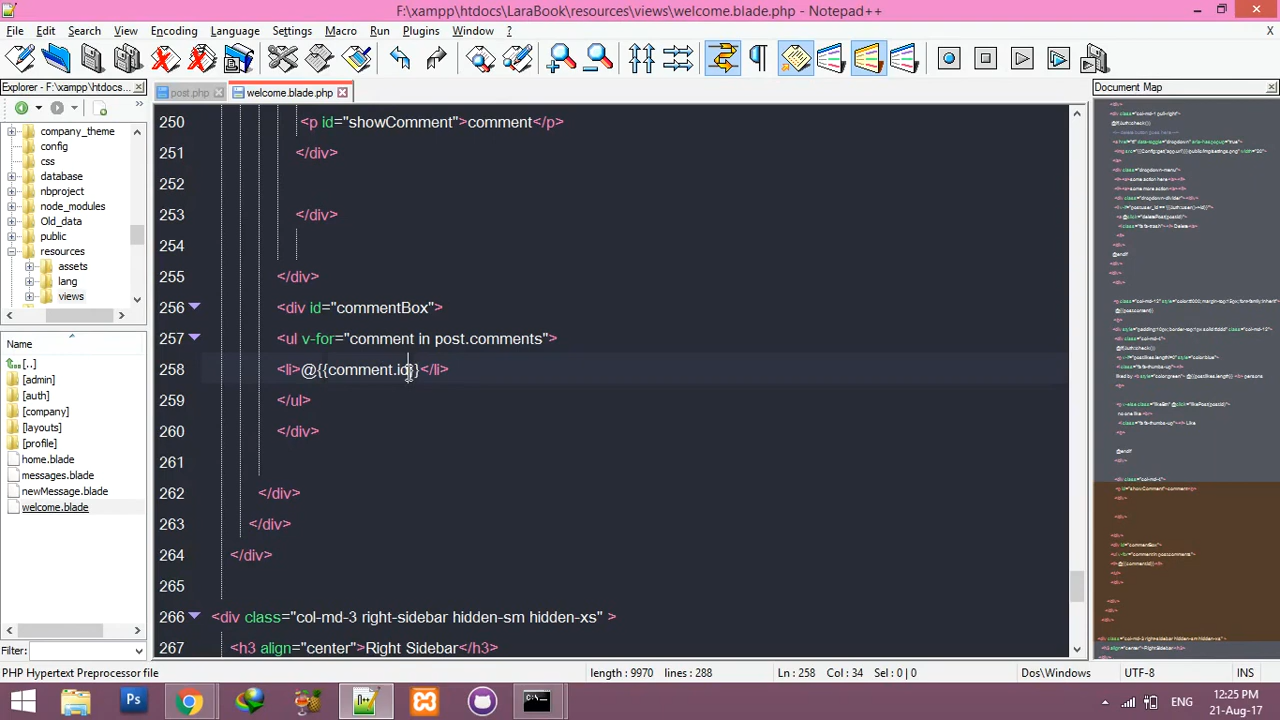 F:\xampp\htdocs\LaraBook\resources\views\welcome.blade.php - Notepad++
File Edit Search View Encoding Language Settings Macro Run Plugins Window ? X
Explorer - F:\xampp\htdocs...
post.php
welcome.blade.php
Document Map
company_theme
config
css
database
nbproject
node_modules
Old_data
public
resources
assets
lang
views
Name
[..]
[admin]
[auth]
[company]
[layouts]
[profile]
home.blade
messages.blade
newMessage.blade
welcome.blade
Filter:
250 <p id="showComment">comment</p>
251 </div>
252
253 </div>
254
255 </div>
256 <div id="commentBox">
257 <ul v-for="comment in post.comments">
258 <li>@{{comment.id}}</li>
259 </ul>
260 </div>
261
262 </div>
263 </div>
264 </div>
265
266 <div class="col-md-3 right-sidebar hidden-sm hidden-xs" >
267 <h3 align="center">Right Sidebar</h3>
PHP Hypertext Preprocessor file length : 9970 lines : 288 Ln : 258 Col : 34 Sel : 0 | 0 Dos\Windows UTF-8 INS
Ps
ENG
12:25 PM
21-Aug-17